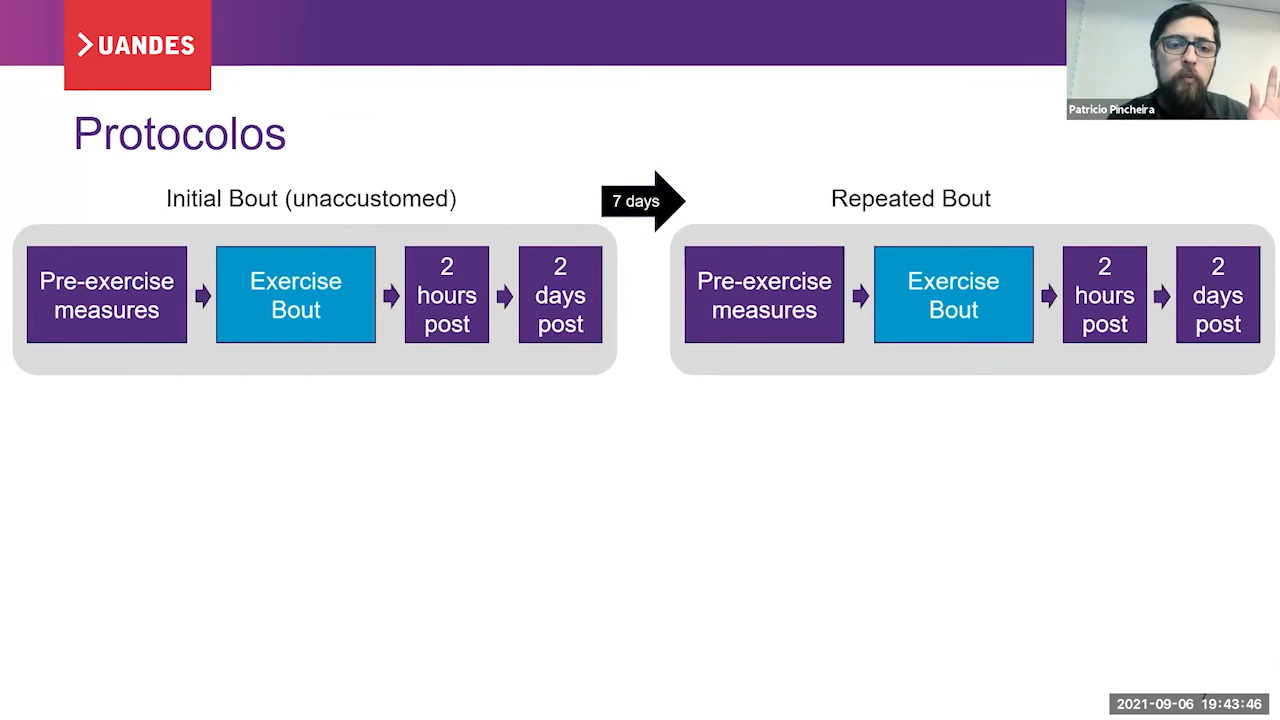 UANDES
Patricio Pincheira
Protocolos
Initial Bout (unaccustomed)
7 days
Repeated Bout
Pre-exercise
measures
Exercise
Bout
2
hours
post
2
days
post
Pre-exercise
measures
Exercise
Bout
2
hours
post
2
days
post
2021-09-06 19:43:46